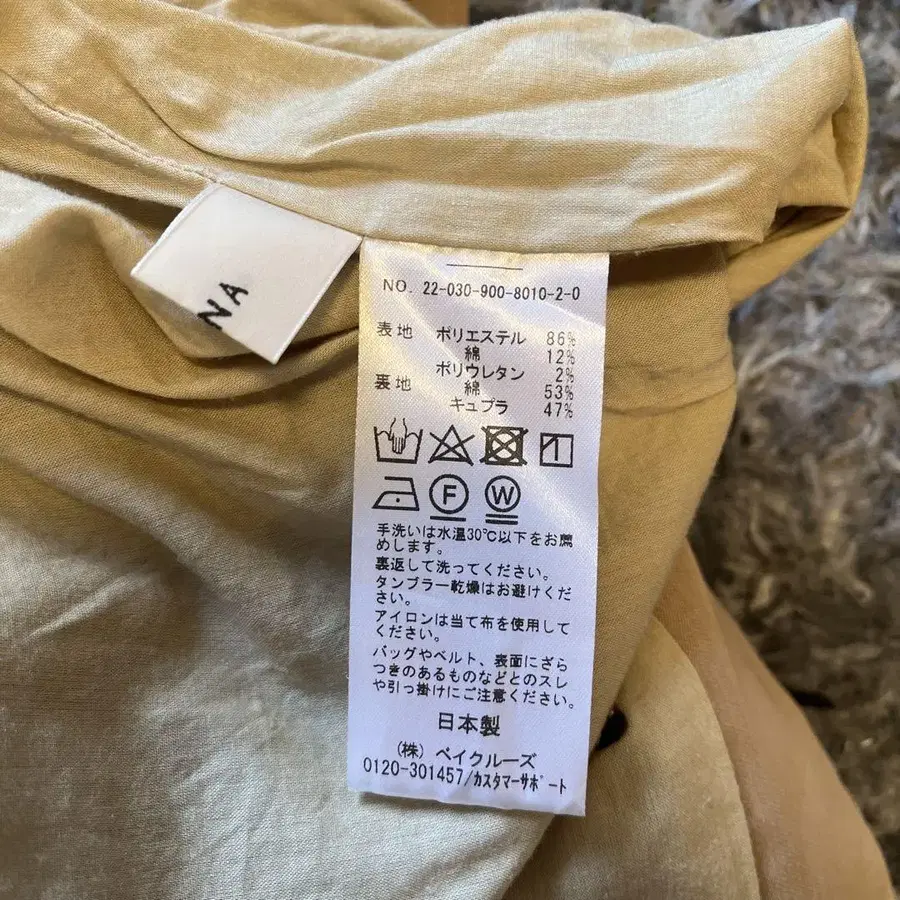 NA
NO. 22-030-900-8010-2-0
表地 ポリエステル 86%
綿 12%
ポリウレタン 2%
裏地 綿 53%
キュプラ 47%
F W
手洗いは水温30℃以下をお薦
めします。
裏返して洗ってください。
タンブラー乾燥はお避けくだ
さい。
アイロンは当て布を使用して
ください。
バッグやベルト、表面にざら
つきのあるものなどとのスレ
や引っ掛けにご注意ください。
日本製
(株) ベイクルーズ
0120-301457/カスタマーサポート